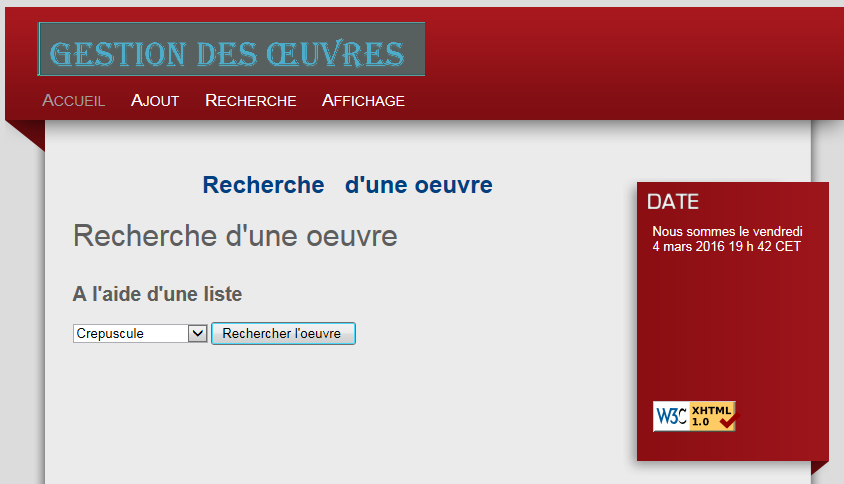 GESTION DES ŒUVRES
ACCUEIL AJOUT RECHERCHE AFFICHAGE
Recherche d'une oeuvre
Recherche d'une oeuvre
A l'aide d'une liste
Crepuscule Rechercher l'oeuvre
DATE
Nous sommes le vendredi
4 mars 2016 19 h 42 CET
W3C XHTML
1.0